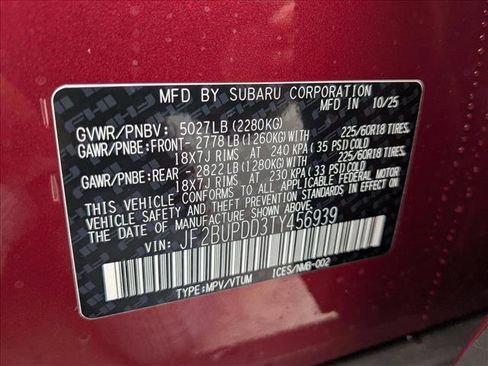 MFD BY SUBARU CORPORATION
MFD IN 10/25
GVWR/PNBV: 5027LB(2280KG)
GAWR/PNBE:FRONT- 2778LB(1260KG)WITH 225/60R18 TIRES,
18X7J RIMS AT 240 KPA(35 PSI)COLD
GAWR/PNBE:REAR - 2822LB(1280KG)WITH 225/60R18 TIRES,
18X7J RIMS AT 230 KPA(33 PSI)COLD
THIS VEHICLE CONFORMS TO ALL APPLICABLE FEDERAL MOTOR
VEHICLE SAFETY AND BUMPER STANDARDS IN EFFECT ON
THE DATE OF MANUFACTURE SHOWN ABOVE.
VIN: JF2BUPDD3TY456939
TYPE:MPV/VTUM ICES/NMB-002